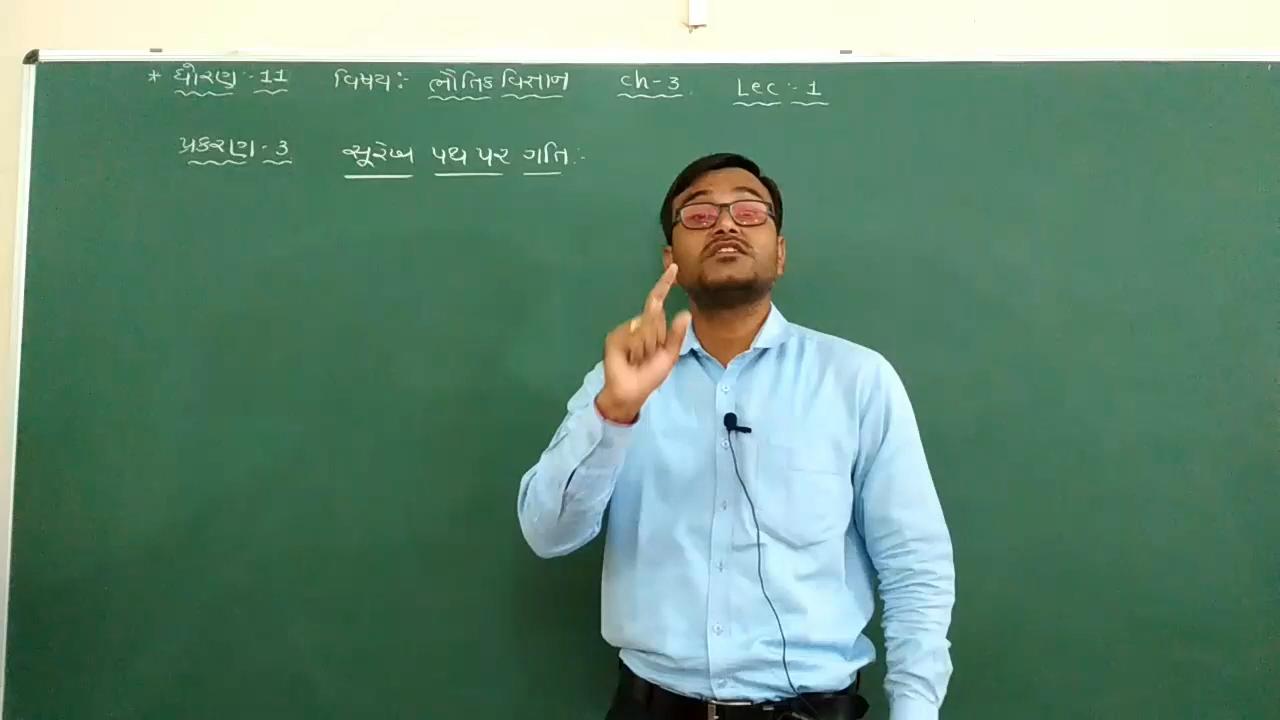 * ધોરણ :- 11 વિષય :- ભૌતિક વિજ્ઞાન ch-3 Lec :- 1
પ્રકરણ - 3 સુરેખ પથ પર ગતિ :-